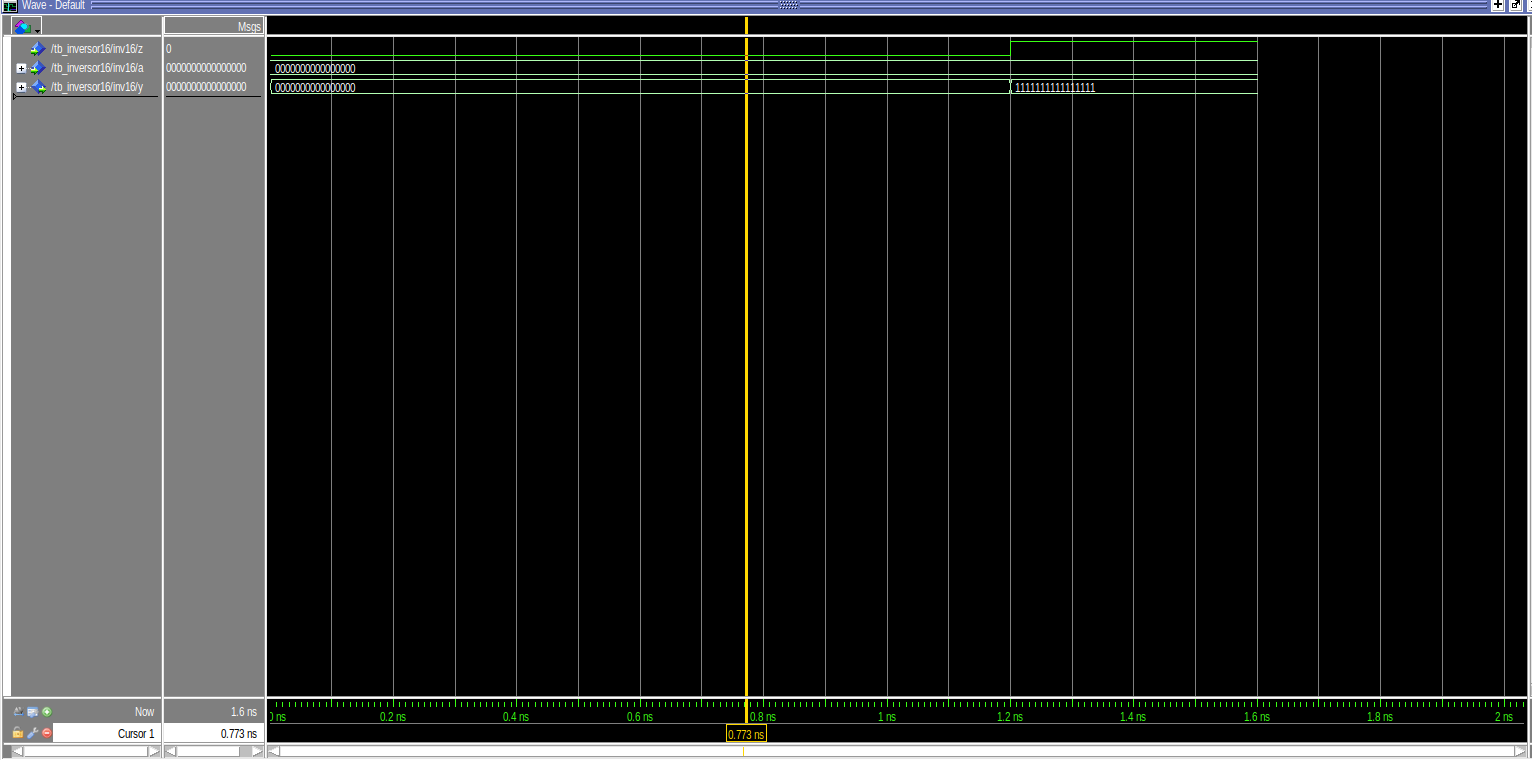 Wave - Default
Msgs
/tb_inversor16/inv16/z 0
/tb_inversor16/inv16/a 0000000000000000 0000000000000000
/tb_inversor16/inv16/y 0000000000000000 0000000000000000 1111111111111111
Now 1.6 ns ns 0.2 ns 0.4 ns 0.6 ns 0.8 ns 1 ns 1.2 ns 1.4 ns 1.6 ns 1.8 ns 2 ns
Cursor 1 0.773 ns 0.773 ns